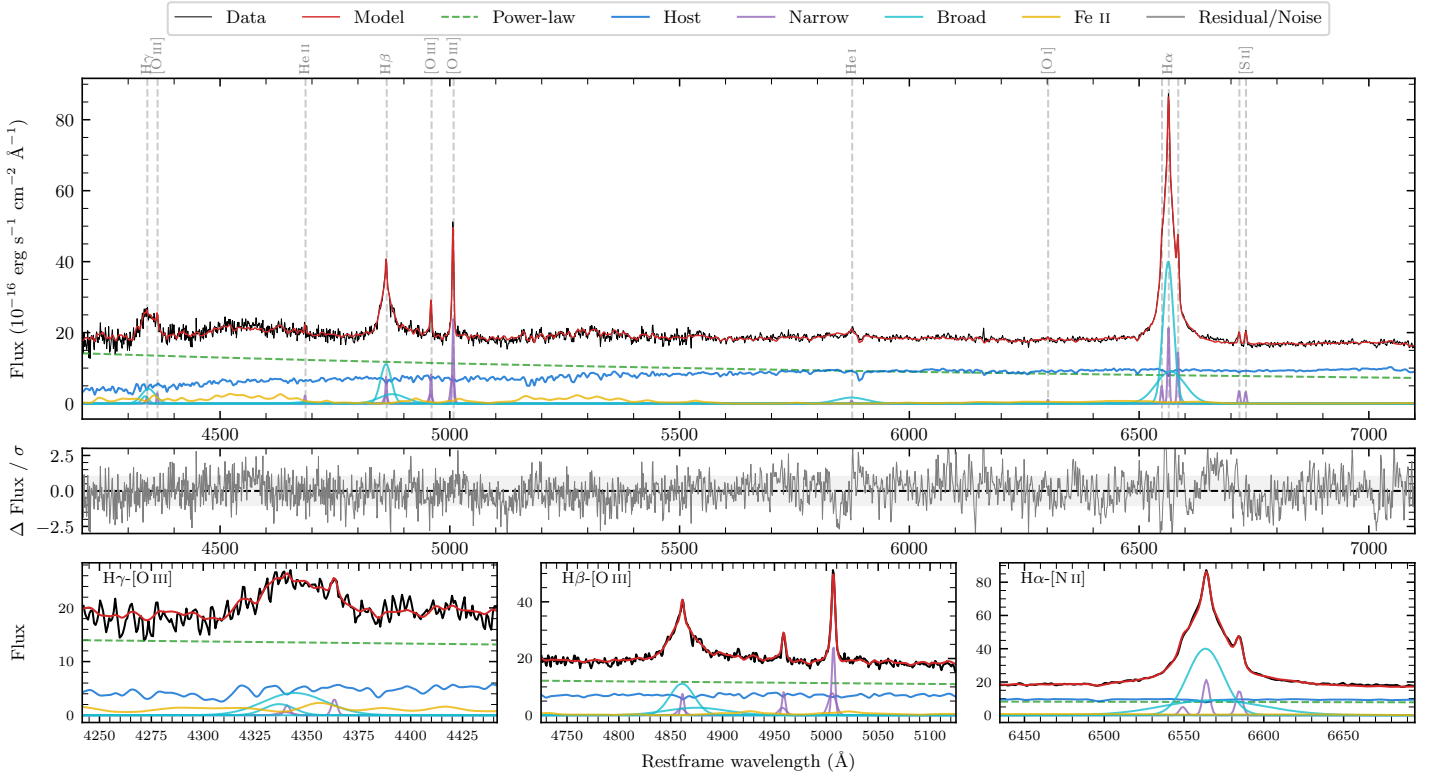 Data Model Power-law Host Narrow Broad Fe II Residual/Noise
Hγ [O III] He II Hβ [O III] [O III] He I [O I] Hα [S II]
Flux (10⁻¹⁶ erg s⁻¹ cm⁻² Å⁻¹)
80
60
40
20
0
4500 5000 5500 6000 6500 7000
Δ Flux / σ
2.5
0.0
−2.5
4500 5000 5500 6000 6500 7000
Hγ-[O III]
Flux
20
10
0
4250 4275 4300 4325 4350 4375 4400 4425
Hβ-[O III]
40
20
0
4750 4800 4850 4900 4950 5000 5050 5100
Hα-[N II]
80
60
40
20
0
6450 6500 6550 6600 6650
Restframe wavelength (Å)